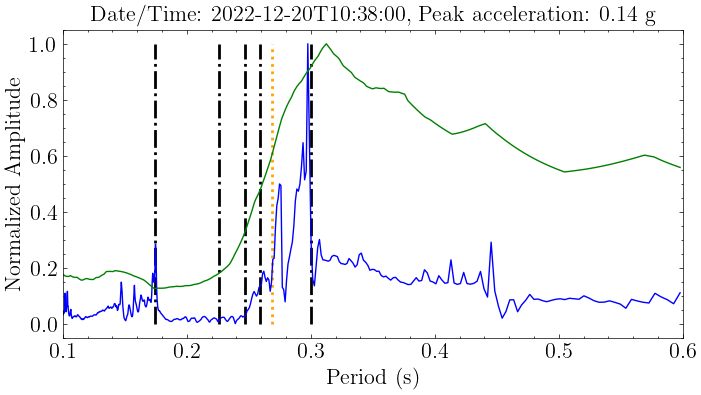 Date/Time: 2022-12-20T10:38:00, Peak acceleration: 0.14 g
Normalized Amplitude
1.0
0.8
0.6
0.4
0.2
0.0
0.1 0.2 0.3 0.4 0.5 0.6
Period (s)